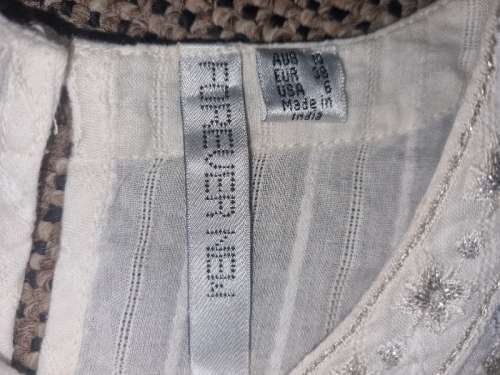 FOREVER NEW
AUS 10
EUR 38
USA 6
Made in
India